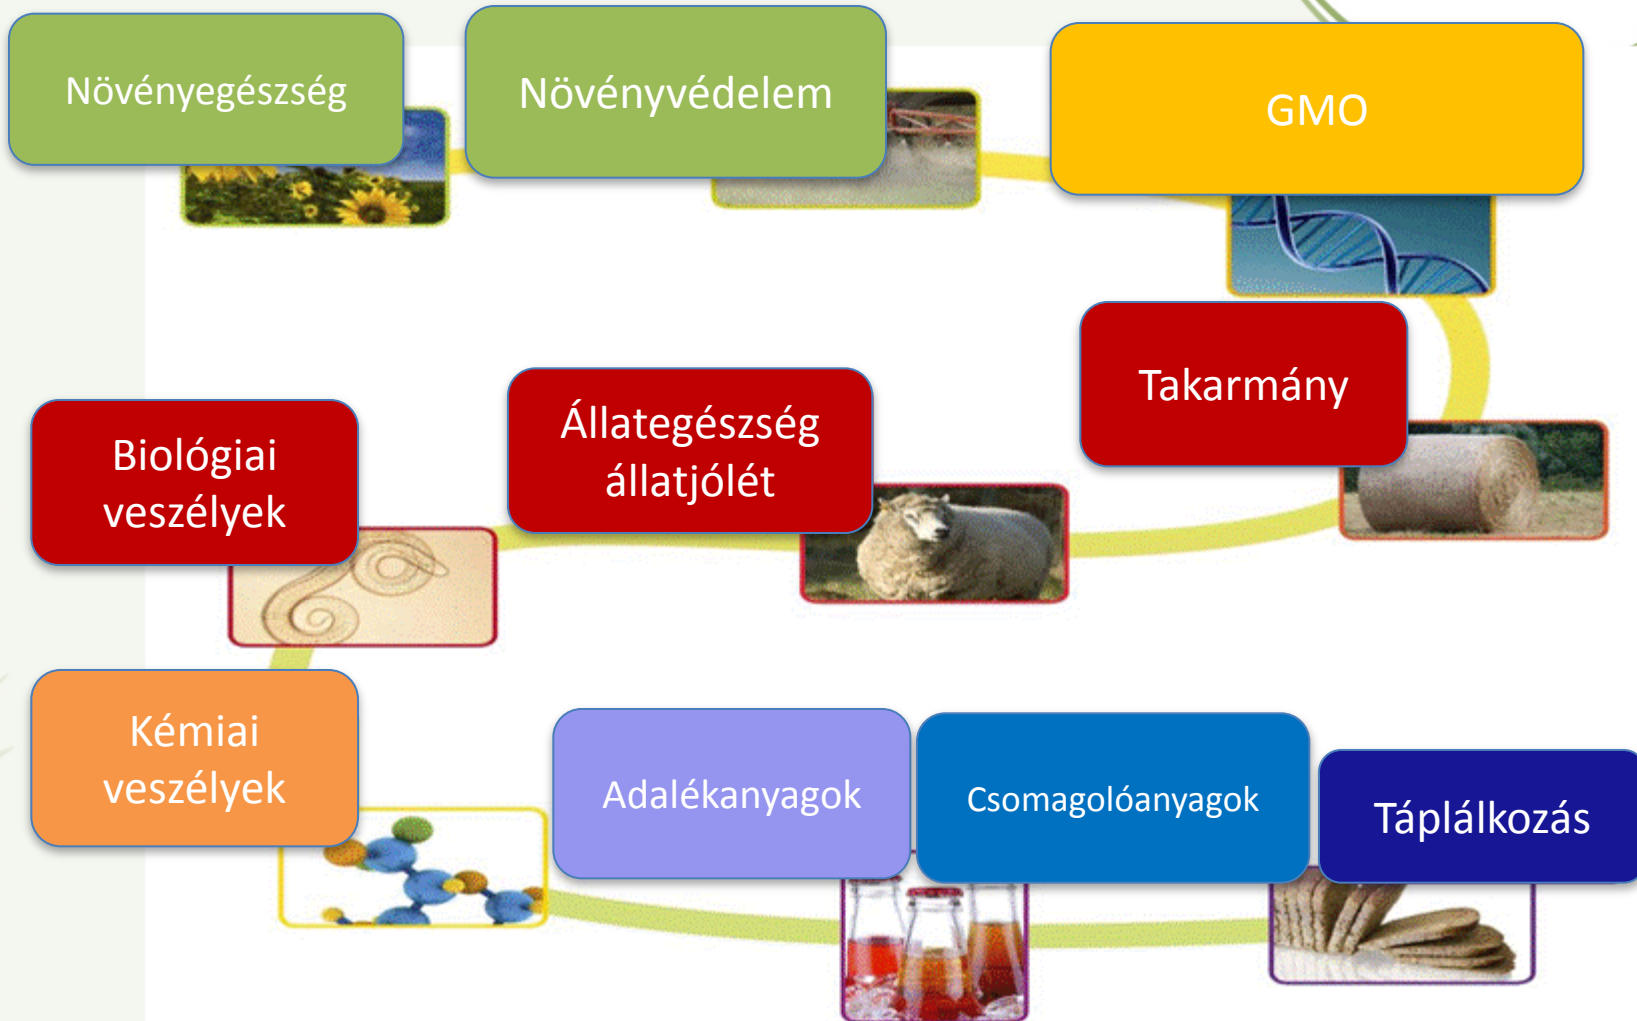 Növényegészség
Növényvédelem
GMO
Takarmány
Állategészség
állatjólét
Biológiai
veszélyek
Kémiai
veszélyek
Adalékanyagok
Csomagolóanyagok
Táplálkozás